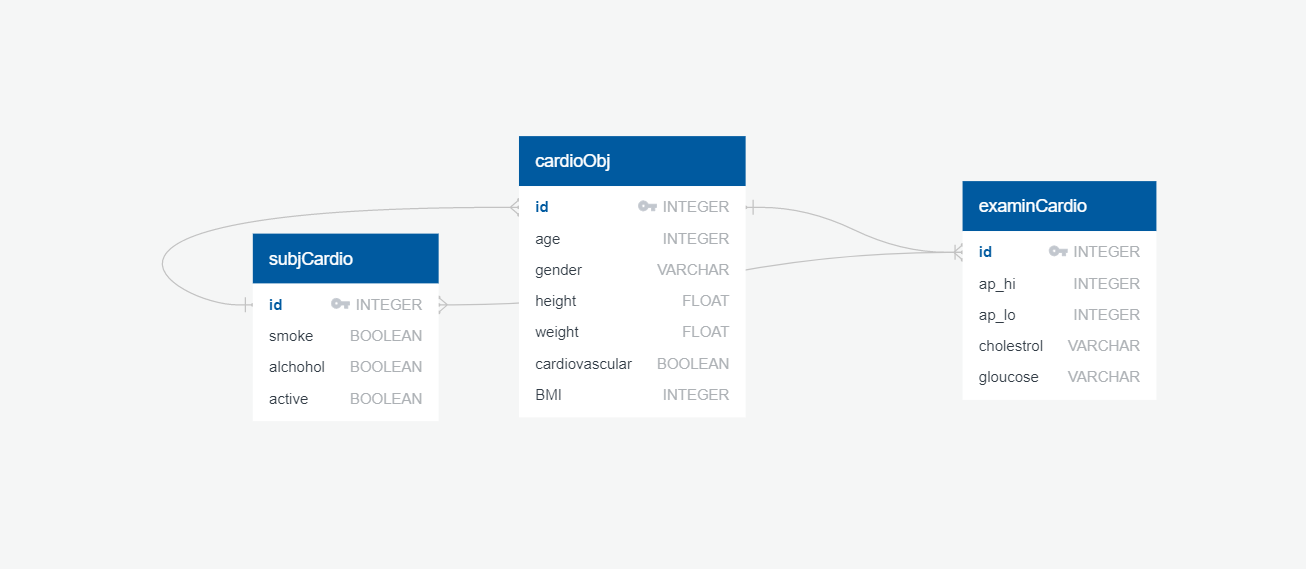 subjCardio
id INTEGER
smoke BOOLEAN
alchohol BOOLEAN
active BOOLEAN
cardioObj
id INTEGER
age INTEGER
gender VARCHAR
height FLOAT
weight FLOAT
cardiovascular BOOLEAN
BMI INTEGER
examinCardio
id INTEGER
ap_hi INTEGER
ap_lo INTEGER
cholestrol VARCHAR
gloucose VARCHAR